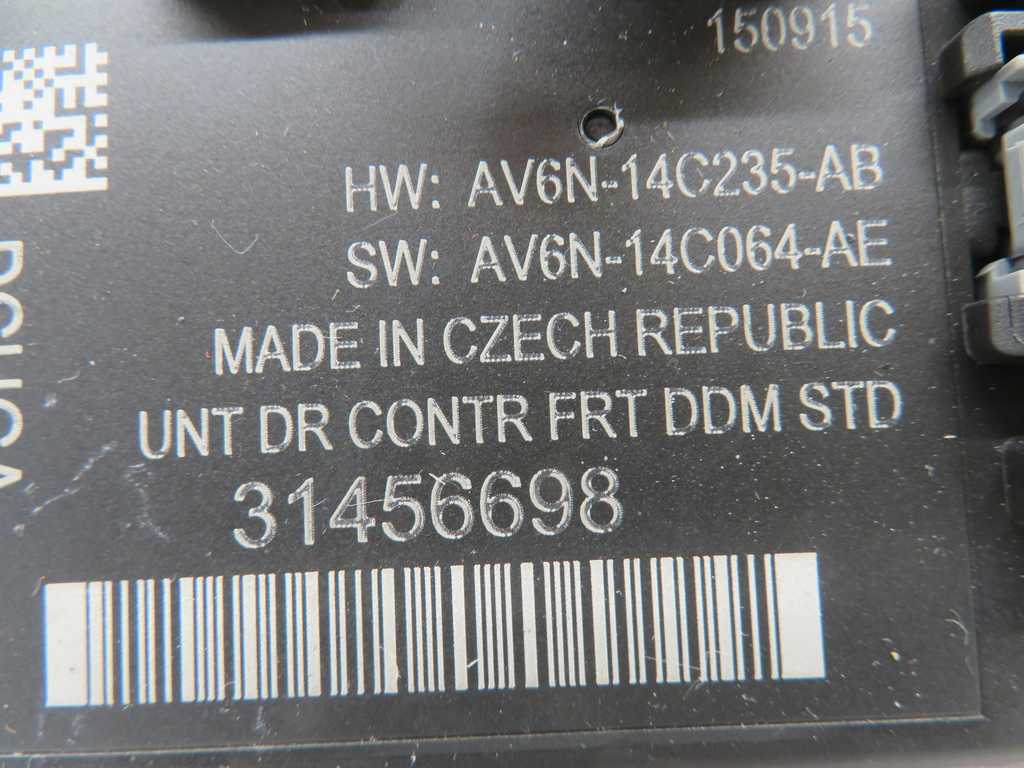 150915
HW: AV6N-14C235-AB
SW: AV6N-14C064-AE
MADE IN CZECH REPUBLIC
UNT DR CONTR FRT DDM STD
31456698